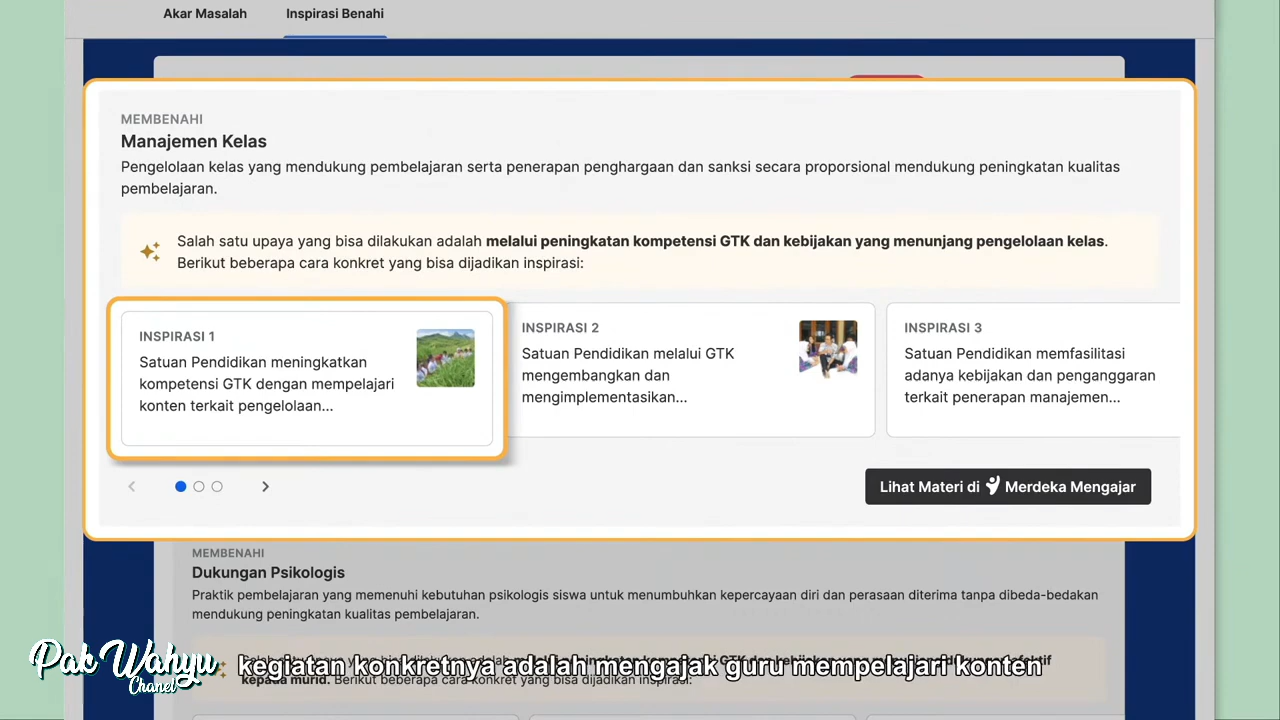 Akar Masalah
Inspirasi Benahi
MEMBENAHI
Manajemen Kelas
Pengelolaan kelas yang mendukung pembelajaran serta penerapan penghargaan dan sanksi secara proporsional mendukung peningkatan kualitas
pembelajaran.
Salah satu upaya yang bisa dilakukan adalah melalui peningkatan kompetensi GTK dan kebijakan yang menunjang pengelolaan kelas.
Berikut beberapa cara konkret yang bisa dijadikan inspirasi:
INSPIRASI 1
Satuan Pendidikan meningkatkan
kompetensi GTK dengan mempelajari
konten terkait pengelolaan...
INSPIRASI 2
Satuan Pendidikan melalui GTK
mengembangkan dan
mengimplementasikan...
INSPIRASI 3
Satuan Pendidikan memfasilitasi
adanya kebijakan dan penganggaran
terkait penerapan manajemen...
Lihat Materi di Merdeka Mengajar
MEMBENAHI
Dukungan Psikologis
Praktik pembelajaran yang memenuhi kebutuhan psikologis siswa untuk menumbuhkan kepercayaan diri dan perasaan diterima tanpa dibeda-bedakan
mendukung peningkatan kualitas pembelajaran.
kegiatan konkretnya adalah mengajak guru mempelajari konten
kepada murid. Berikut beberapa cara konkret yang bisa dijadikan inspirasi:
Pak Wahyu
Chanel